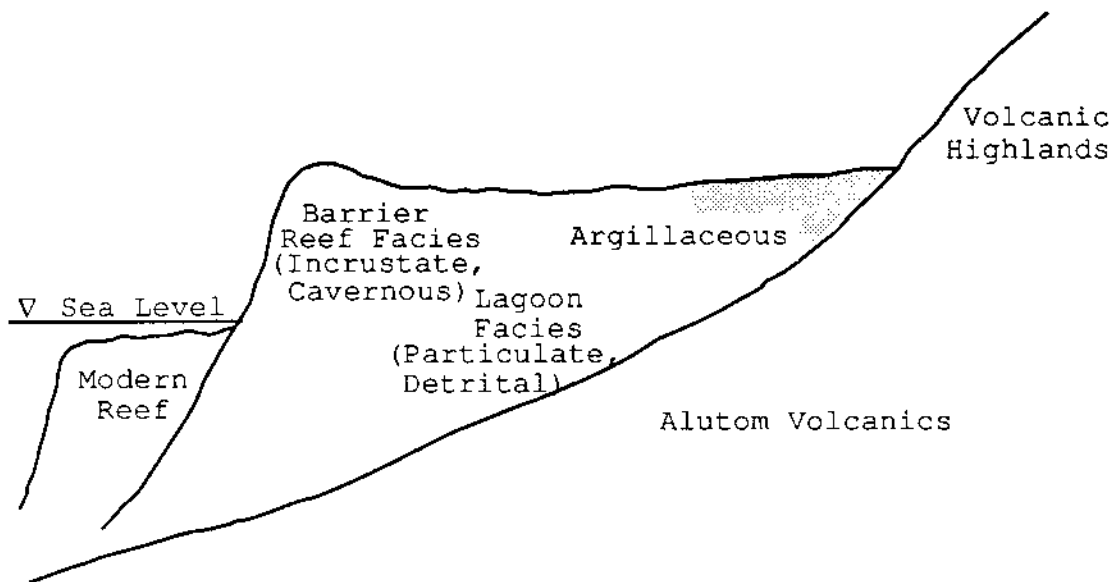 Volcanic
Highlands
Barrier
Reef Facies
(Incrustate,
Cavernous)
Argillaceous
∇ Sea Level
Lagoon
Facies
(Particulate,
Detrital)
Modern
Reef
Alutom Volcanics